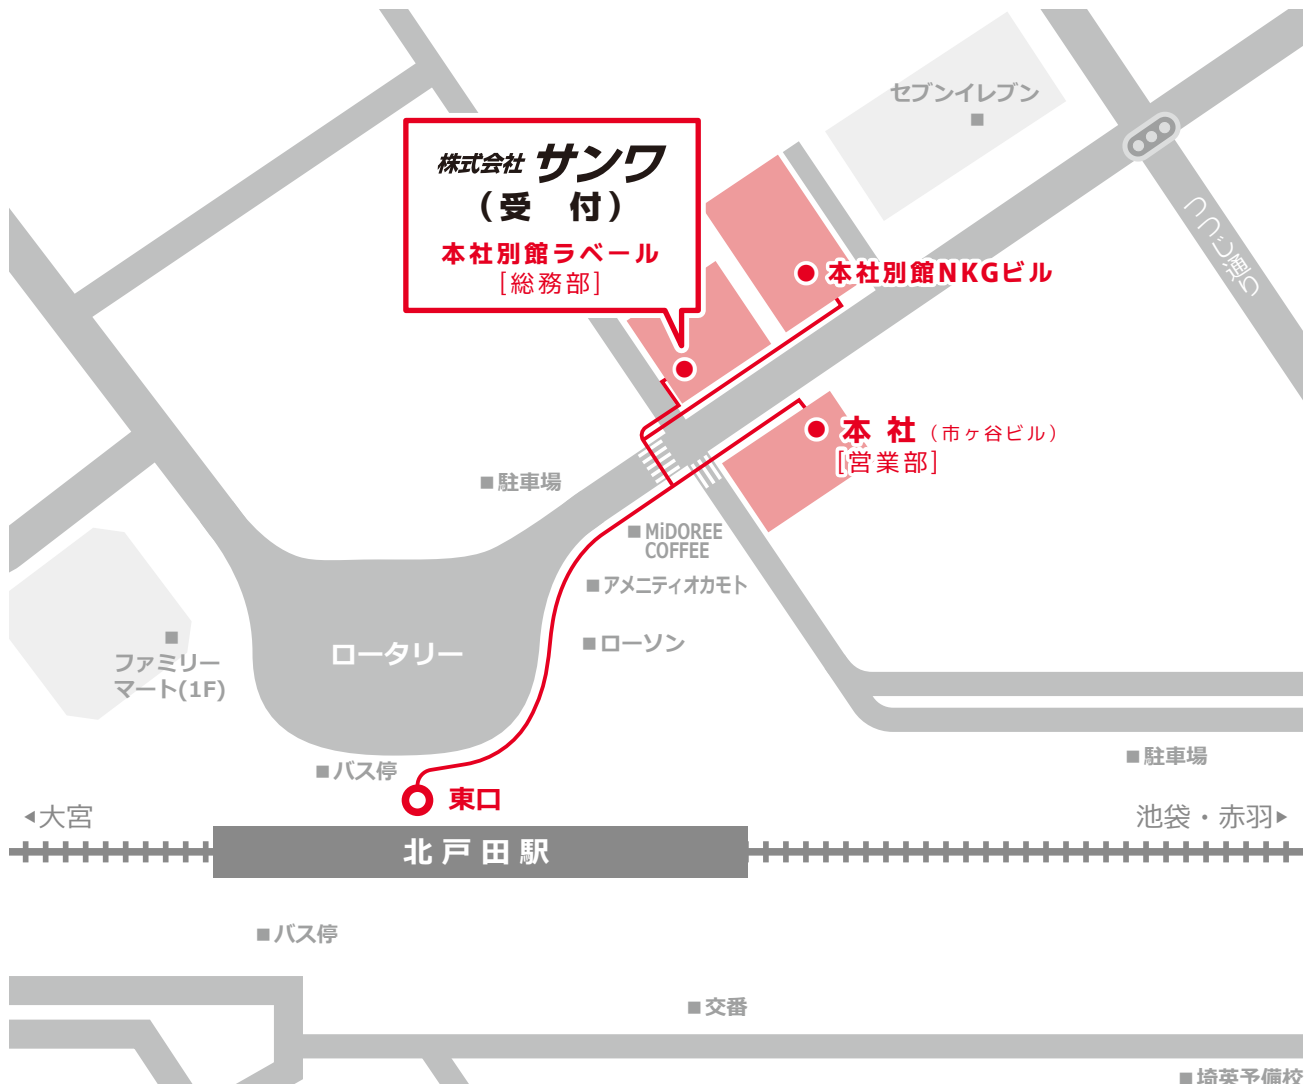 セブンイレブン
株式会社 サンワ
(受 付)
本社別館ラベール
[総務部]
つつじ通り
本社別館NKGビル
本社(市ヶ谷ビル)
[営業部]
■駐車場
■MiDOREE
COFFEE
■アメニティオカモト
■ローソン
ロータリー
ファミリー
マート(1F)
■駐車場
■バス停
東口
◀大宮
池袋・赤羽▶
北戸田駅
■バス停
■交番
■埼英予備校